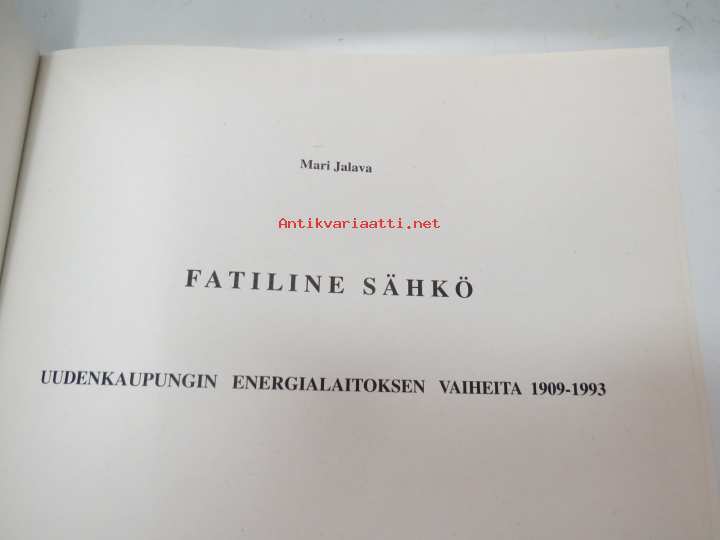 Mari Jalava
Antikvariaatti.net
FATILINE SÄHKÖ
UUDENKAUPUNGIN ENERGIALAITOKSEN VAIHEITA 1909-1993